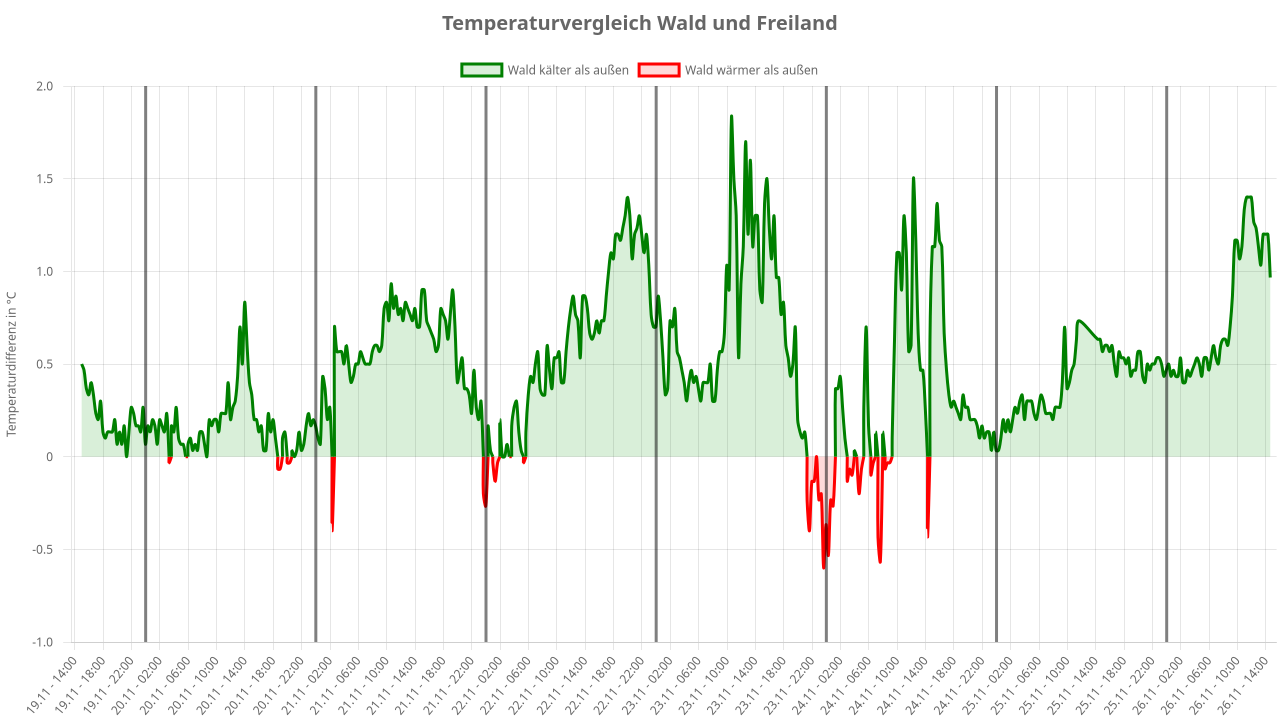 Temperaturvergleich Wald und Freiland
Wald kälter als außen
Wald wärmer als außen
Temperaturdifferenz in °C
2.0
1.5
1.0
0.5
0
-0.5
-1.0
19.11 - 14:00
19.11 - 18:00
19.11 - 22:00
20.11 - 02:00
20.11 - 06:00
20.11 - 10:00
20.11 - 14:00
20.11 - 18:00
20.11 - 22:00
21.11 - 02:00
21.11 - 06:00
21.11 - 10:00
21.11 - 14:00
21.11 - 18:00
21.11 - 22:00
22.11 - 02:00
22.11 - 06:00
22.11 - 10:00
22.11 - 14:00
22.11 - 18:00
22.11 - 22:00
23.11 - 02:00
23.11 - 06:00
23.11 - 10:00
23.11 - 14:00
23.11 - 18:00
23.11 - 22:00
24.11 - 02:00
24.11 - 06:00
24.11 - 10:00
24.11 - 14:00
24.11 - 18:00
24.11 - 22:00
25.11 - 02:00
25.11 - 06:00
25.11 - 10:00
25.11 - 14:00
25.11 - 18:00
25.11 - 22:00
26.11 - 02:00
26.11 - 06:00
26.11 - 10:00
26.11 - 14:00